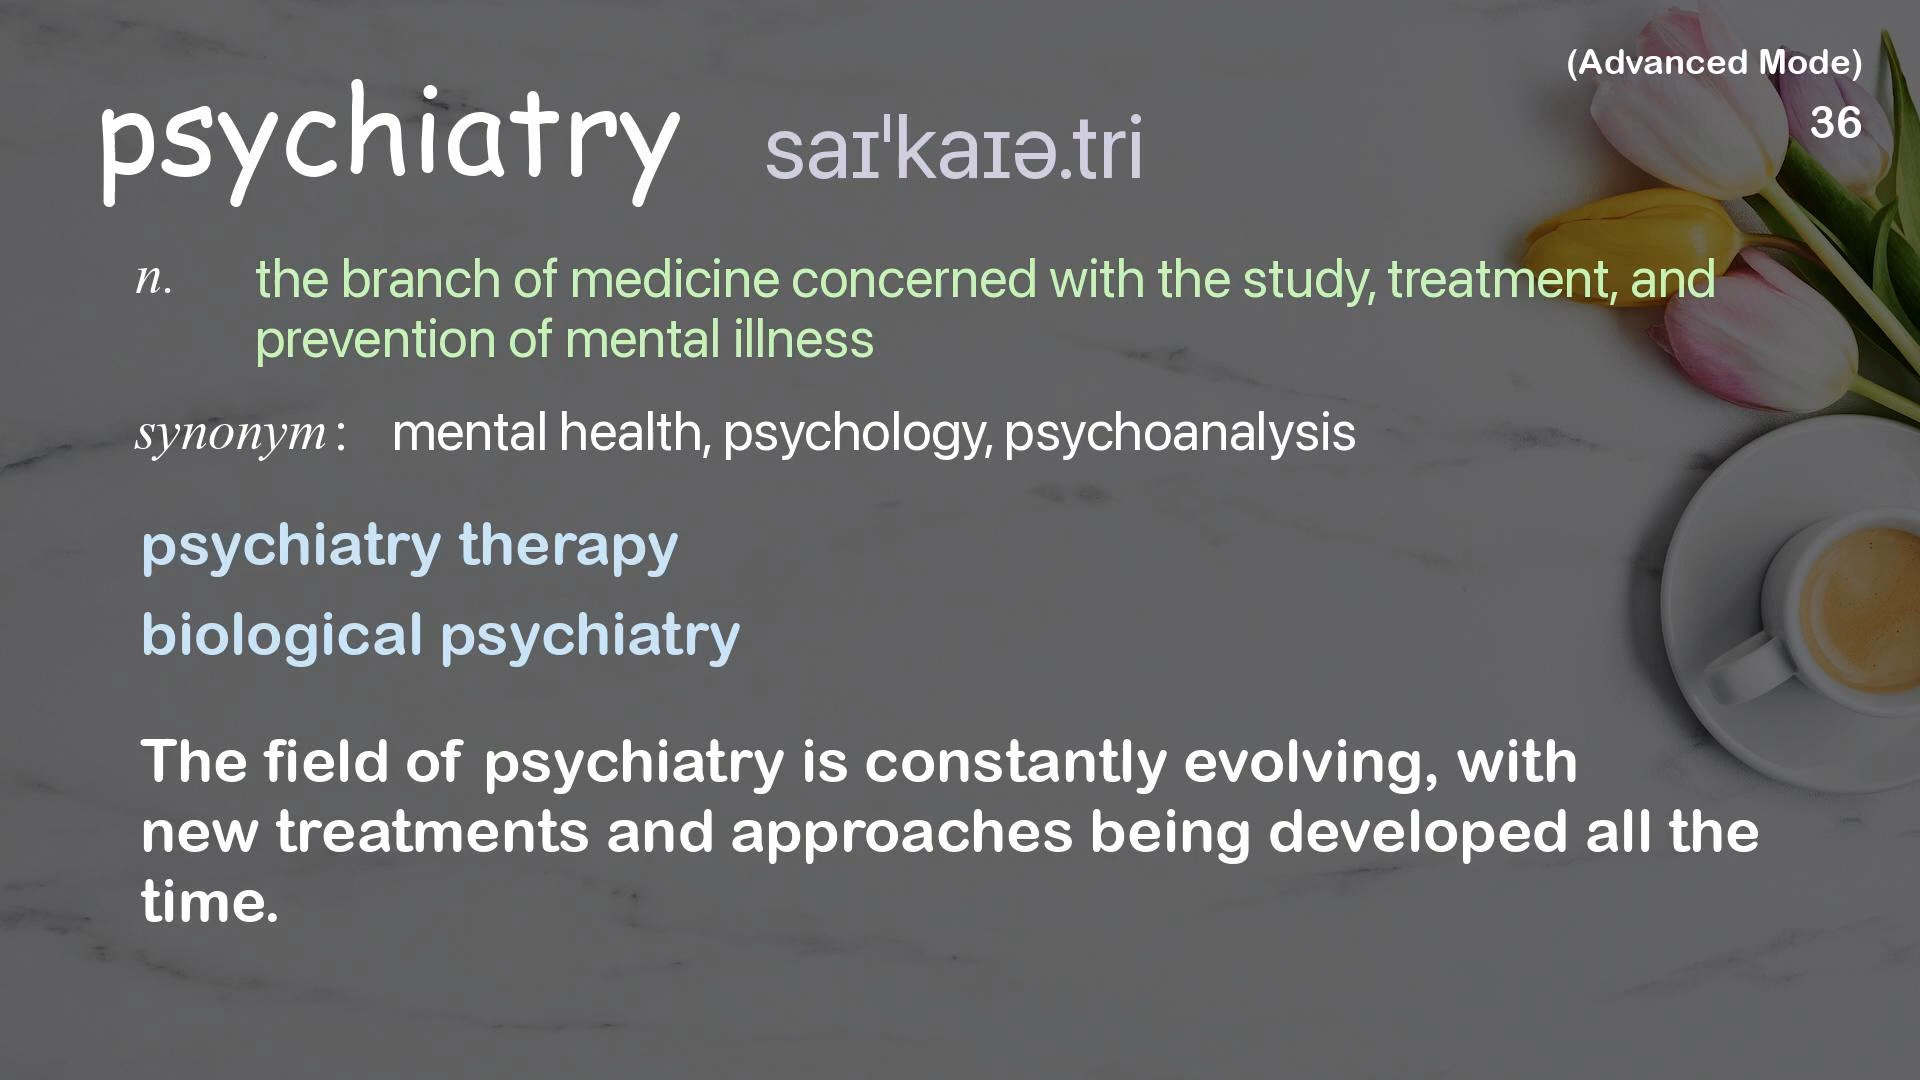 (Advanced Mode)
36
psychiatry saɪˈkaɪə.tri
n. the branch of medicine concerned with the study, treatment, and
prevention of mental illness
synonym: mental health, psychology, psychoanalysis
psychiatry therapy
biological psychiatry
The field of psychiatry is constantly evolving, with
new treatments and approaches being developed all the
time.